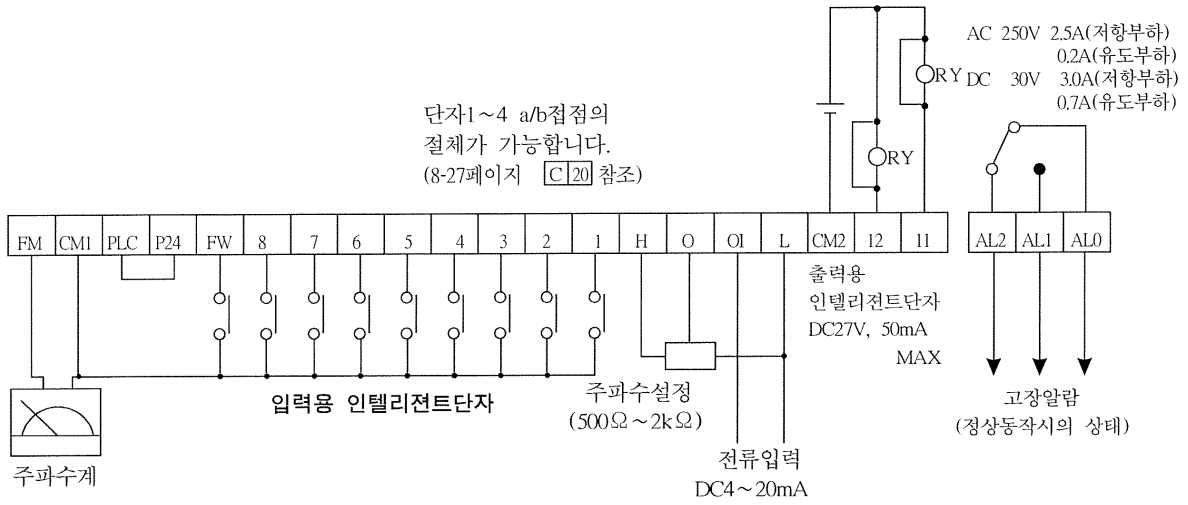 AC 250V 2.5A(저항부하)
0.2A(유도부하)
RY DC 30V 3.0A(저항부하)
0.7A(유도부하)
단자1~4 a/b접점의
절체가 가능합니다.
(8-27페이지 C 20 참조)
RY
FM CM1 PLC P24 FW 8 7 6 5 4 3 2 1 H O OI L CM2 12 11 AL2 AL1 AL0
출력용
인텔리젼트단자
DC27V, 50mA
MAX
입력용 인텔리젼트단자
주파수설정
(500Ω~2kΩ)
고장알람
(정상동작시의 상태)
주파수계
전류입력
DC4~20mA